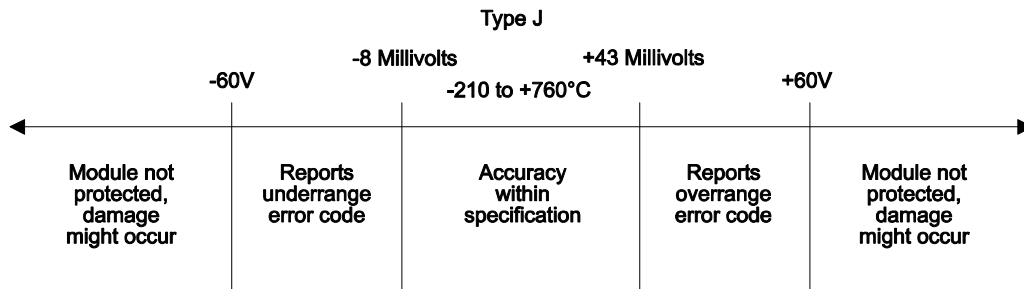 Type J
-8 Millivolts
+43 Millivolts
-60V
-210 to +760°C
+60V
Module not
protected,
damage
might occur
Reports
underrange
error code
Accuracy
within
specification
Reports
overrange
error code
Module not
protected,
damage
might occur